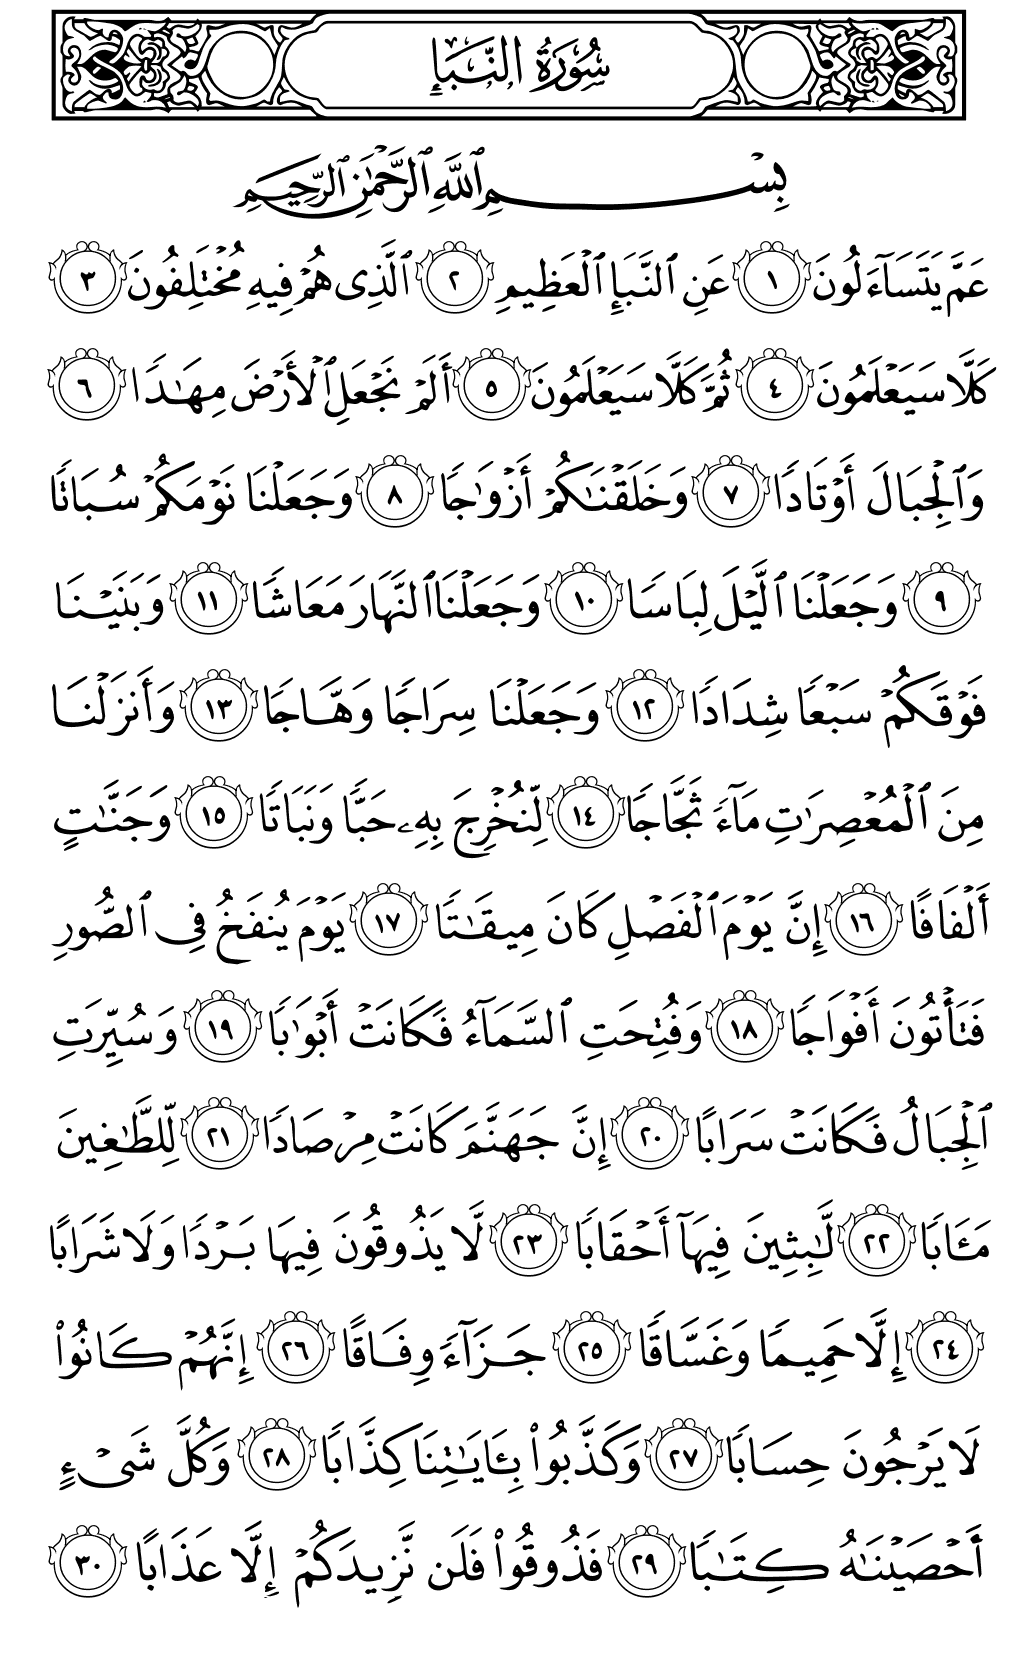 سُورَةُ النَّبَإِ
بِسْمِ ٱللَّهِ ٱلرَّحْمَٰنِ ٱلرَّحِيمِ
عَمَّ يَتَسَآءَلُونَ ١ عَنِ ٱلنَّبَإِ ٱلْعَظِيمِ ٢ ٱلَّذِى هُمْ فِيهِ مُخْتَلِفُونَ ٣
كَلَّا سَيَعْلَمُونَ ٤ ثُمَّ كَلَّا سَيَعْلَمُونَ ٥ أَلَمْ نَجْعَلِ ٱلْأَرْضَ مِهَٰدًا ٦
وَٱلْجِبَالَ أَوْتَادًا ٧ وَخَلَقْنَٰكُمْ أَزْوَٰجًا ٨ وَجَعَلْنَا نَوْمَكُمْ سُبَاتًا
٩ وَجَعَلْنَا ٱلَّيْلَ لِبَاسًا ١٠ وَجَعَلْنَا ٱلنَّهَارَ مَعَاشًا ١١ وَبَنَيْنَا
فَوْقَكُمْ سَبْعًا شِدَادًا ١٢ وَجَعَلْنَا سِرَاجًا وَهَّاجًا ١٣ وَأَنزَلْنَا
مِنَ ٱلْمُعْصِرَٰتِ مَآءً ثَجَّاجًا ١٤ لِّنُخْرِجَ بِهِۦ حَبًّا وَنَبَاتًا ١٥ وَجَنَّٰتٍ
أَلْفَافًا ١٦ إِنَّ يَوْمَ ٱلْفَصْلِ كَانَ مِيقَٰتًا ١٧ يَوْمَ يُنفَخُ فِى ٱلصُّورِ
فَتَأْتُونَ أَفْوَاجًا ١٨ وَفُتِحَتِ ٱلسَّمَآءُ فَكَانَتْ أَبْوَٰبًا ١٩ وَسُيِّرَتِ
ٱلْجِبَالُ فَكَانَتْ سَرَابًا ٢٠ إِنَّ جَهَنَّمَ كَانَتْ مِرْصَادًا ٢١ لِّلطَّٰغِينَ
مَـَٔابًا ٢٢ لَّٰبِثِينَ فِيهَآ أَحْقَابًا ٢٣ لَّا يَذُوقُونَ فِيهَا بَرْدًا وَلَا شَرَابًا
٢٤ إِلَّا حَمِيمًا وَغَسَّاقًا ٢٥ جَزَآءً وِفَاقًا ٢٦ إِنَّهُمْ كَانُوا۟
لَا يَرْجُونَ حِسَابًا ٢٧ وَكَذَّبُوا۟ بِـَٔايَٰتِنَا كِذَّابًا ٢٨ وَكُلَّ شَىْءٍ
أَحْصَيْنَٰهُ كِتَٰبًا ٢٩ فَذُوقُوا۟ فَلَن نَّزِيدَكُمْ إِلَّا عَذَابًا ٣٠